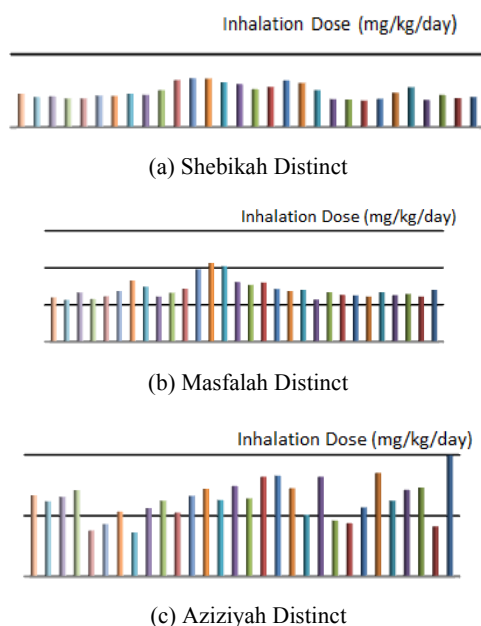 Inhalation Dose (mg/kg/day)
(a) Shebikah Distinct
Inhalation Dose (mg/kg/day)
(b) Masfalah Distinct
Inhalation Dose (mg/kg/day)
(c) Aziziyah Distinct